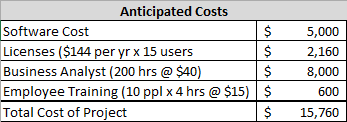 Anticipated Costs
Software Cost $ 5,000
Licenses ($144 per yr x 15 users $ 2,160
Business Analyst (200 hrs @ $40) $ 8,000
Employee Training (10 ppl x 4 hrs @ $15) $ 600
Total Cost of Project $ 15,760